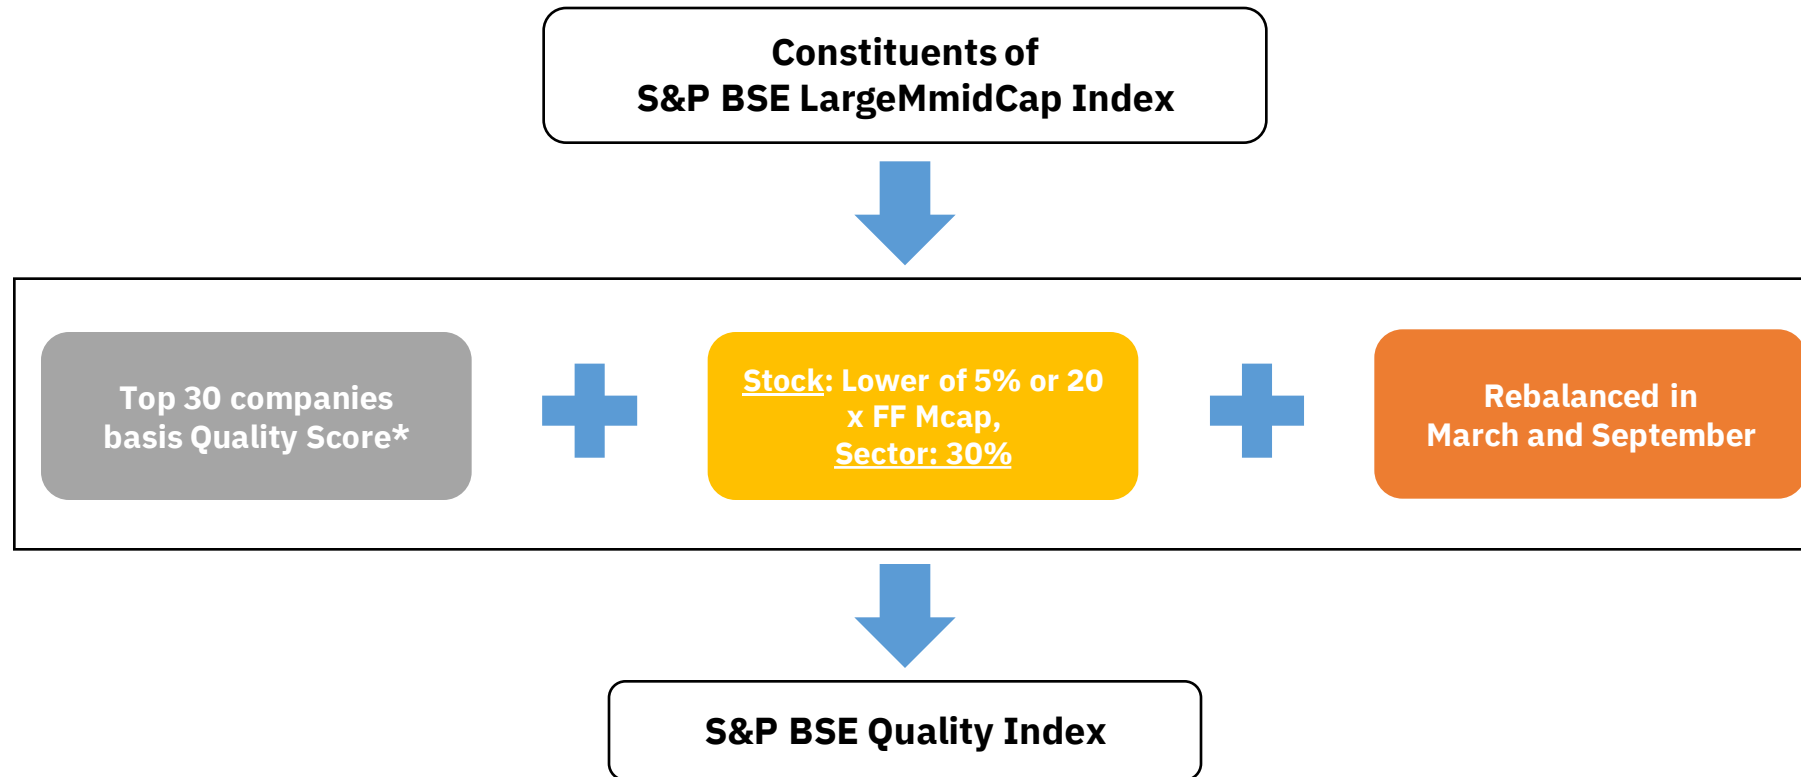 Constituents of
S&P BSE LargeMmidCap Index
Top 30 companies
basis Quality Score*
Stock: Lower of 5% or 20
x FF Mcap,
Sector: 30%
Rebalanced in
March and September
S&P BSE Quality Index